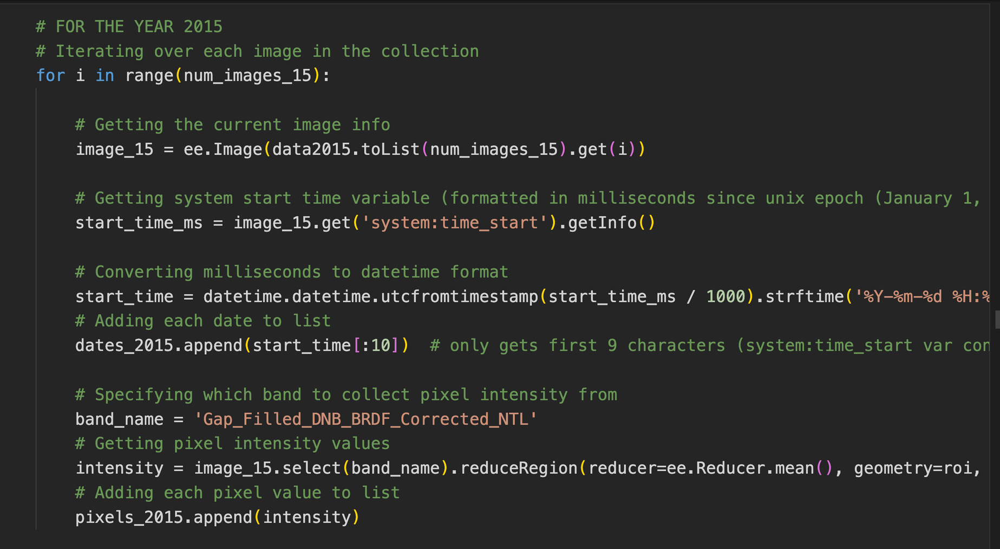 # FOR THE YEAR 2015
# Iterating over each image in the collection
for i in range(num_images_15):
# Getting the current image info
image_15 = ee.Image(data2015.toList(num_images_15).get(i))
# Getting system start time variable (formatted in milliseconds since unix epoch (January 1,
start_time_ms = image_15.get('system:time_start').getInfo()
# Converting milliseconds to datetime format
start_time = datetime.datetime.utcfromtimestamp(start_time_ms / 1000).strftime('%Y-%m-%d %H:%
# Adding each date to list
dates_2015.append(start_time[:10])  # only gets first 9 characters (system:time_start var con
# Specifying which band to collect pixel intensity from
band_name = 'Gap_Filled_DNB_BRDF_Corrected_NTL'
# Getting pixel intensity values
intensity = image_15.select(band_name).reduceRegion(reducer=ee.Reducer.mean(), geometry=roi,
# Adding each pixel value to list
pixels_2015.append(intensity)